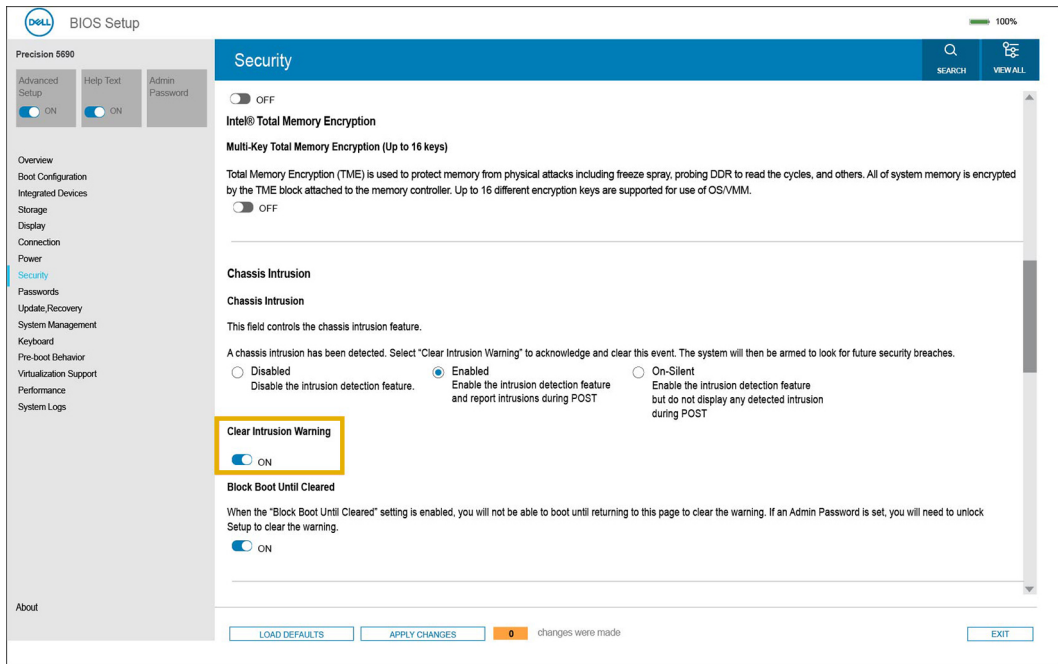 DELL
BIOS Setup
100%
Precision 5690
Advanced Setup
ON
Help Text
ON
Admin Password
Security
SEARCH
VIEW ALL
Overview
Boot Configuration
Integrated Devices
Storage
Display
Connection
Power
Security
Passwords
Update,Recovery
System Management
Keyboard
Pre-boot Behavior
Virtualization Support
Performance
System Logs
About
OFF
Intel® Total Memory Encryption
Multi-Key Total Memory Encryption (Up to 16 keys)
Total Memory Encryption (TME) is used to protect memory from physical attacks including freeze spray, probing DDR to read the cycles, and others. All of system memory is encrypted
by the TME block attached to the memory controller. Up to 16 different encryption keys are supported for use of OS/VMM.
OFF
Chassis Intrusion
Chassis Intrusion
This field controls the chassis intrusion feature.
A chassis intrusion has been detected. Select “Clear Intrusion Warning” to acknowledge and clear this event. The system will then be armed to look for future security breaches.
Disabled
Disable the intrusion detection feature.
Enabled
Enable the intrusion detection feature
and report intrusions during POST
On-Silent
Enable the intrusion detection feature
but do not display any detected intrusion
during POST
Clear Intrusion Warning
ON
Block Boot Until Cleared
When the “Block Boot Until Cleared” setting is enabled, you will not be able to boot until returning to this page to clear the warning. If an Admin Password is set, you will need to unlock
Setup to clear the warning.
ON
LOAD DEFAULTS
APPLY CHANGES
0
changes were made
EXIT